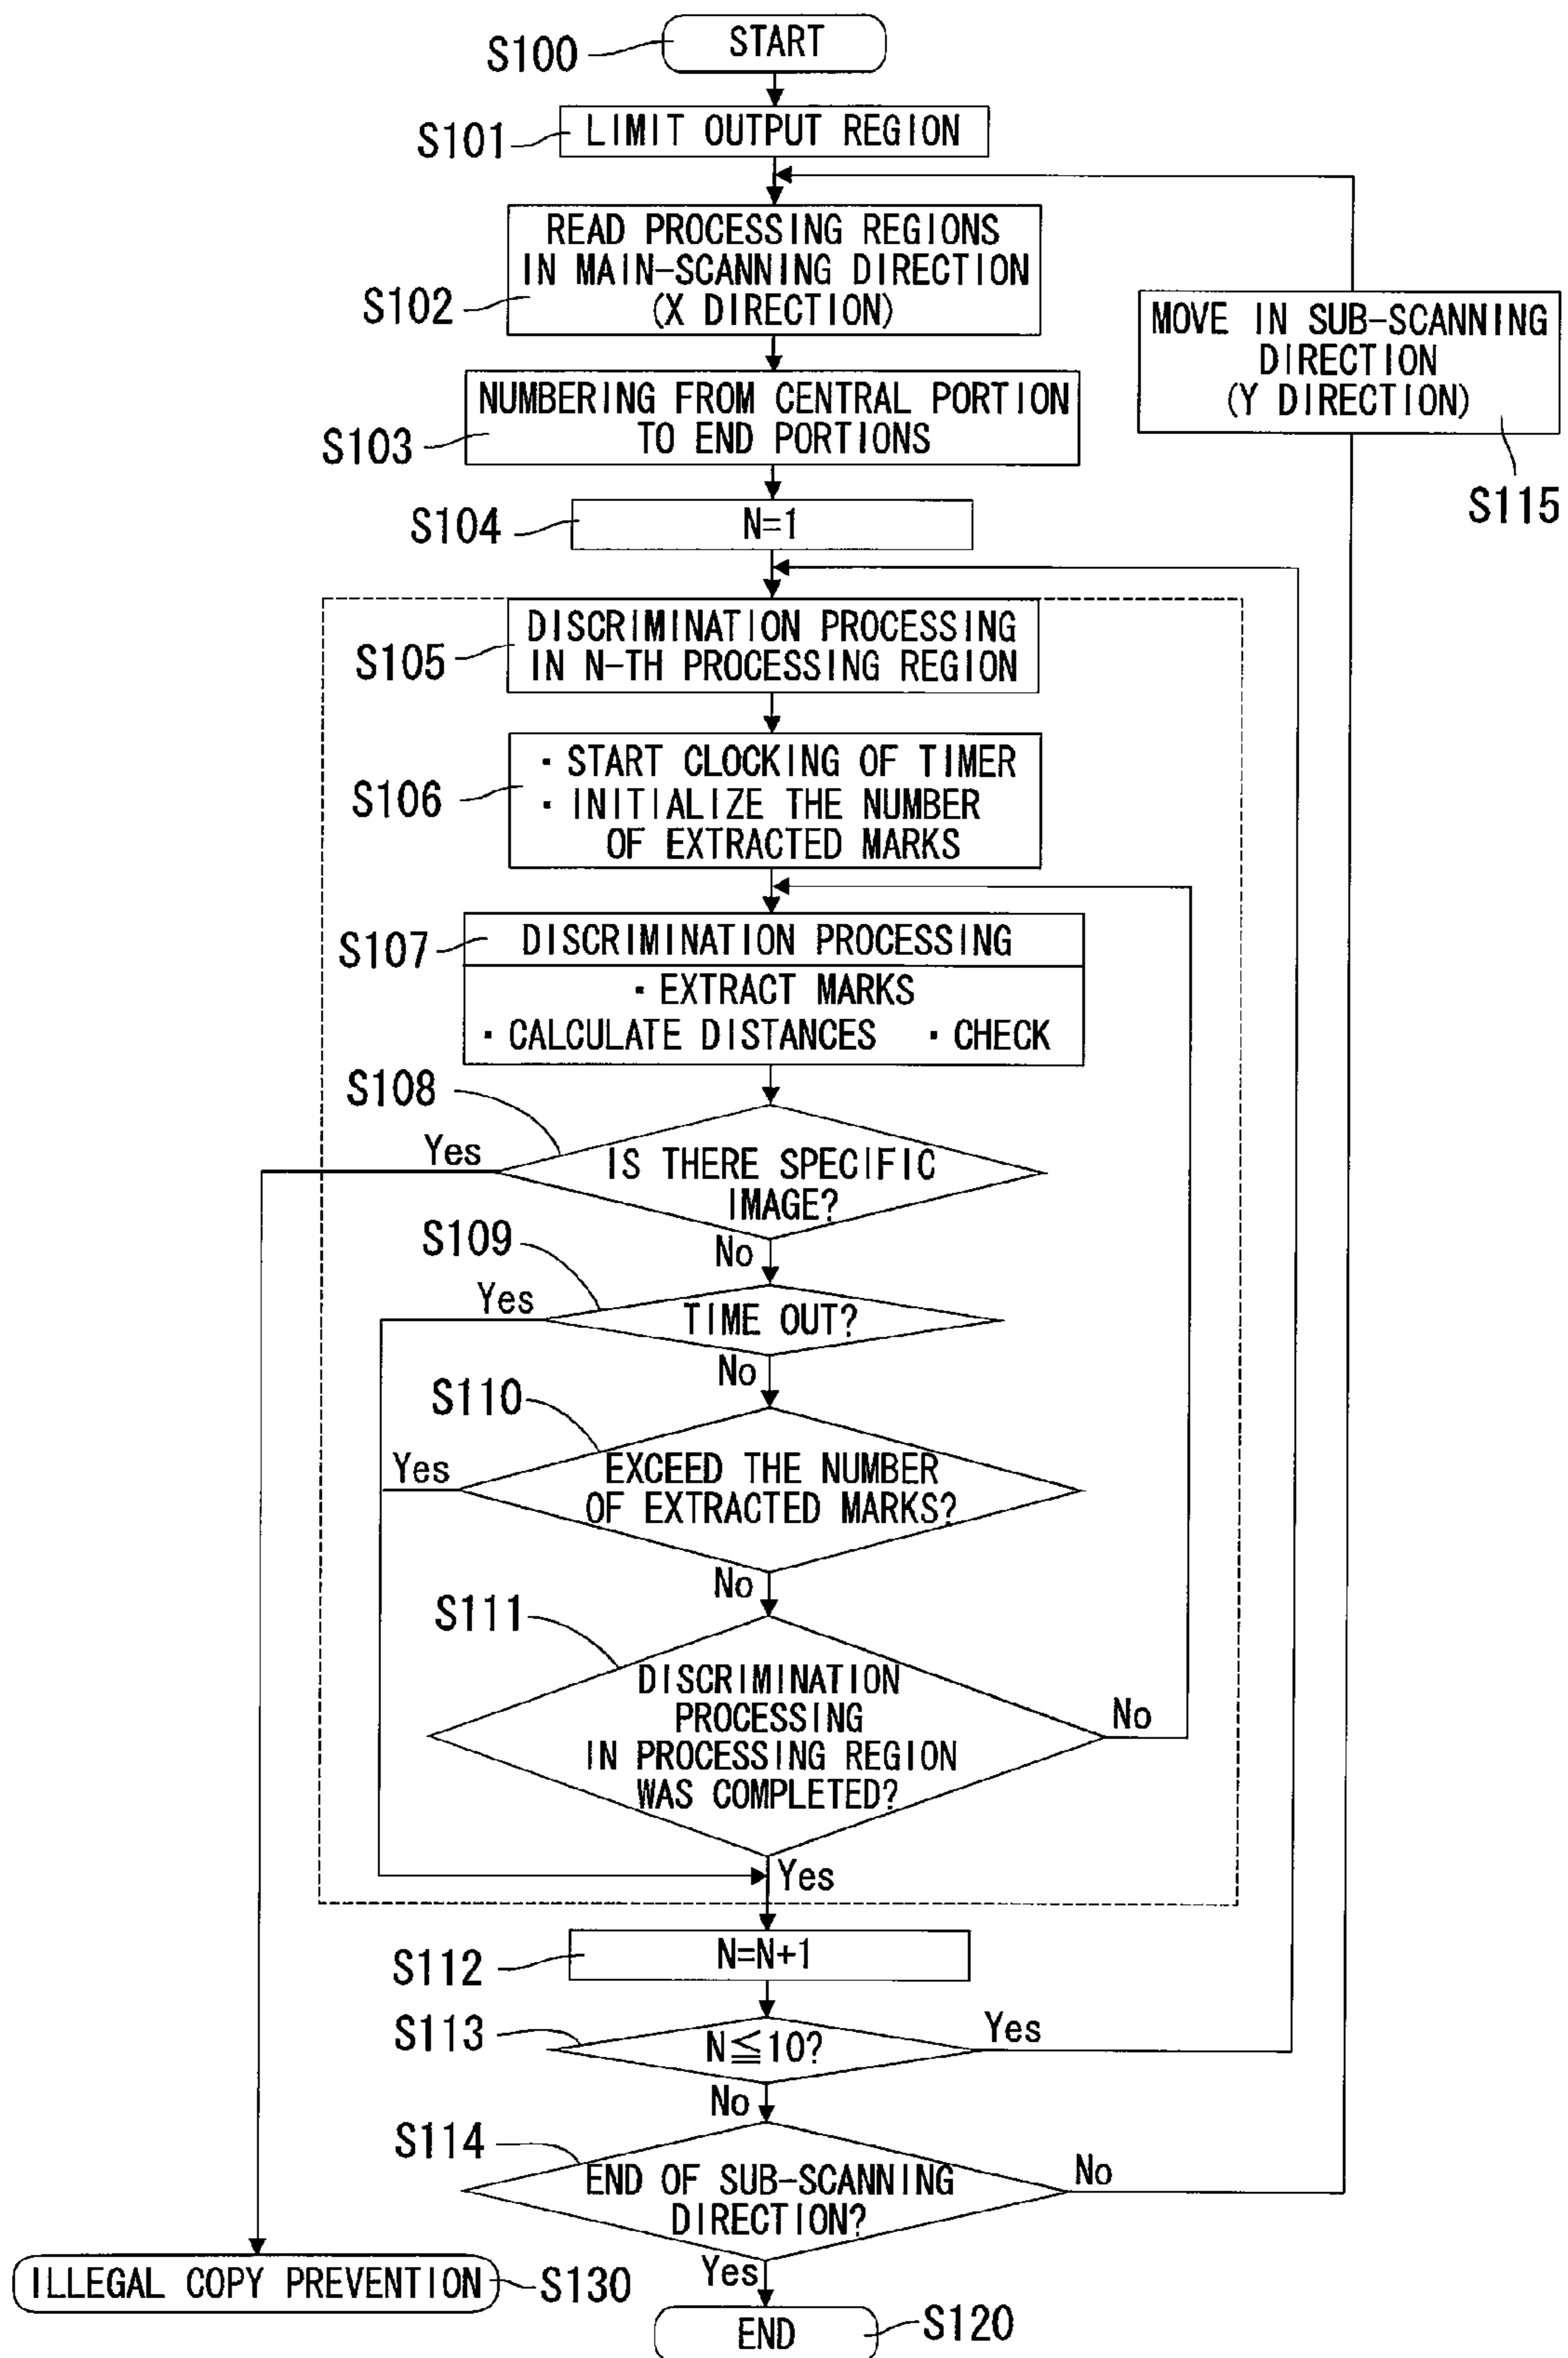 S100
START
S101
LIMIT OUTPUT REGION
S102
READ PROCESSING REGIONS
IN MAIN-SCANNING DIRECTION
(X DIRECTION)
MOVE IN SUB-SCANNING
DIRECTION
(Y DIRECTION)
S115
S103
NUMBERING FROM CENTRAL PORTION
TO END PORTIONS
S104
N=1
S105
DISCRIMINATION PROCESSING
IN N-TH PROCESSING REGION
S106
・START CLOCKING OF TIMER
・INITIALIZE THE NUMBER
OF EXTRACTED MARKS
S107
DISCRIMINATION PROCESSING
・EXTRACT MARKS
・CALCULATE DISTANCES ・CHECK
S108
Yes
IS THERE SPECIFIC
IMAGE?
No
S109
Yes
TIME OUT?
No
S110
Yes
EXCEED THE NUMBER
OF EXTRACTED MARKS?
No
S111
DISCRIMINATION
PROCESSING
IN PROCESSING REGION
WAS COMPLETED?
No
Yes
S112
N=N+1
S113
N≦10?
Yes
No
S114
END OF SUB-SCANNING
DIRECTION?
No
Yes
ILLEGAL COPY PREVENTION
S130
END
S120